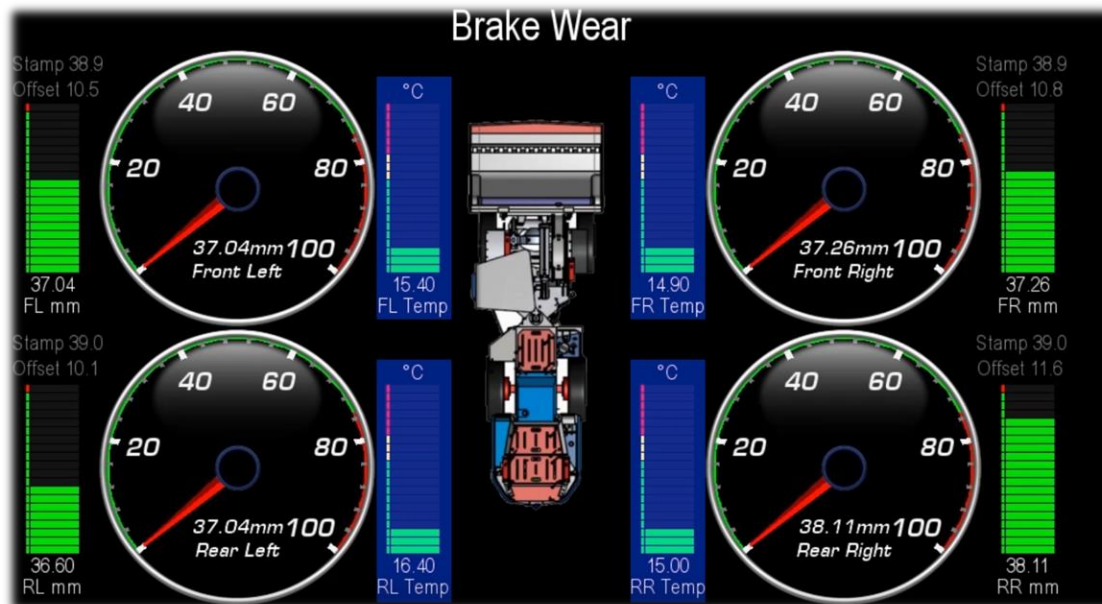 Brake Wear
Stamp 38.9
Offset 10.5
37.04
FL mm
20
40
60
80
100
37.04mm
Front Left
°C
15.40
FL Temp
°C
14.90
FR Temp
20
40
60
80
100
37.26mm
Front Right
Stamp 38.9
Offset 10.8
37.26
FR mm
Stamp 39.0
Offset 10.1
36.60
RL mm
20
40
60
80
100
37.04mm
Rear Left
°C
16.40
RL Temp
°C
15.00
RR Temp
20
40
60
80
100
38.11mm
Rear Right
Stamp 39.0
Offset 11.6
38.11
RR mm